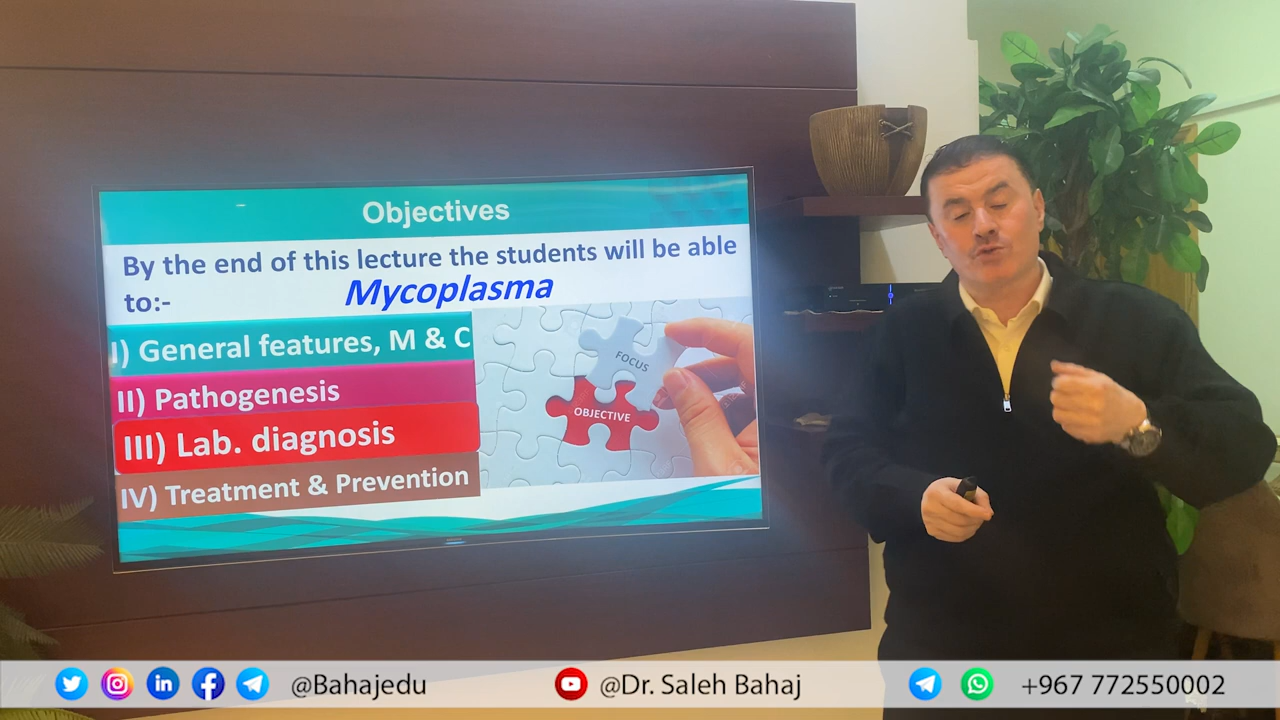 Objectives
By the end of this lecture the students will be able
to:-
Mycoplasma
I) General features, M & C
II) Pathogenesis
III) Lab. diagnosis
IV) Treatment & Prevention
FOCUS
OBJECTIVE
@Bahajedu
@Dr. Saleh Bahaj
+967 772550002